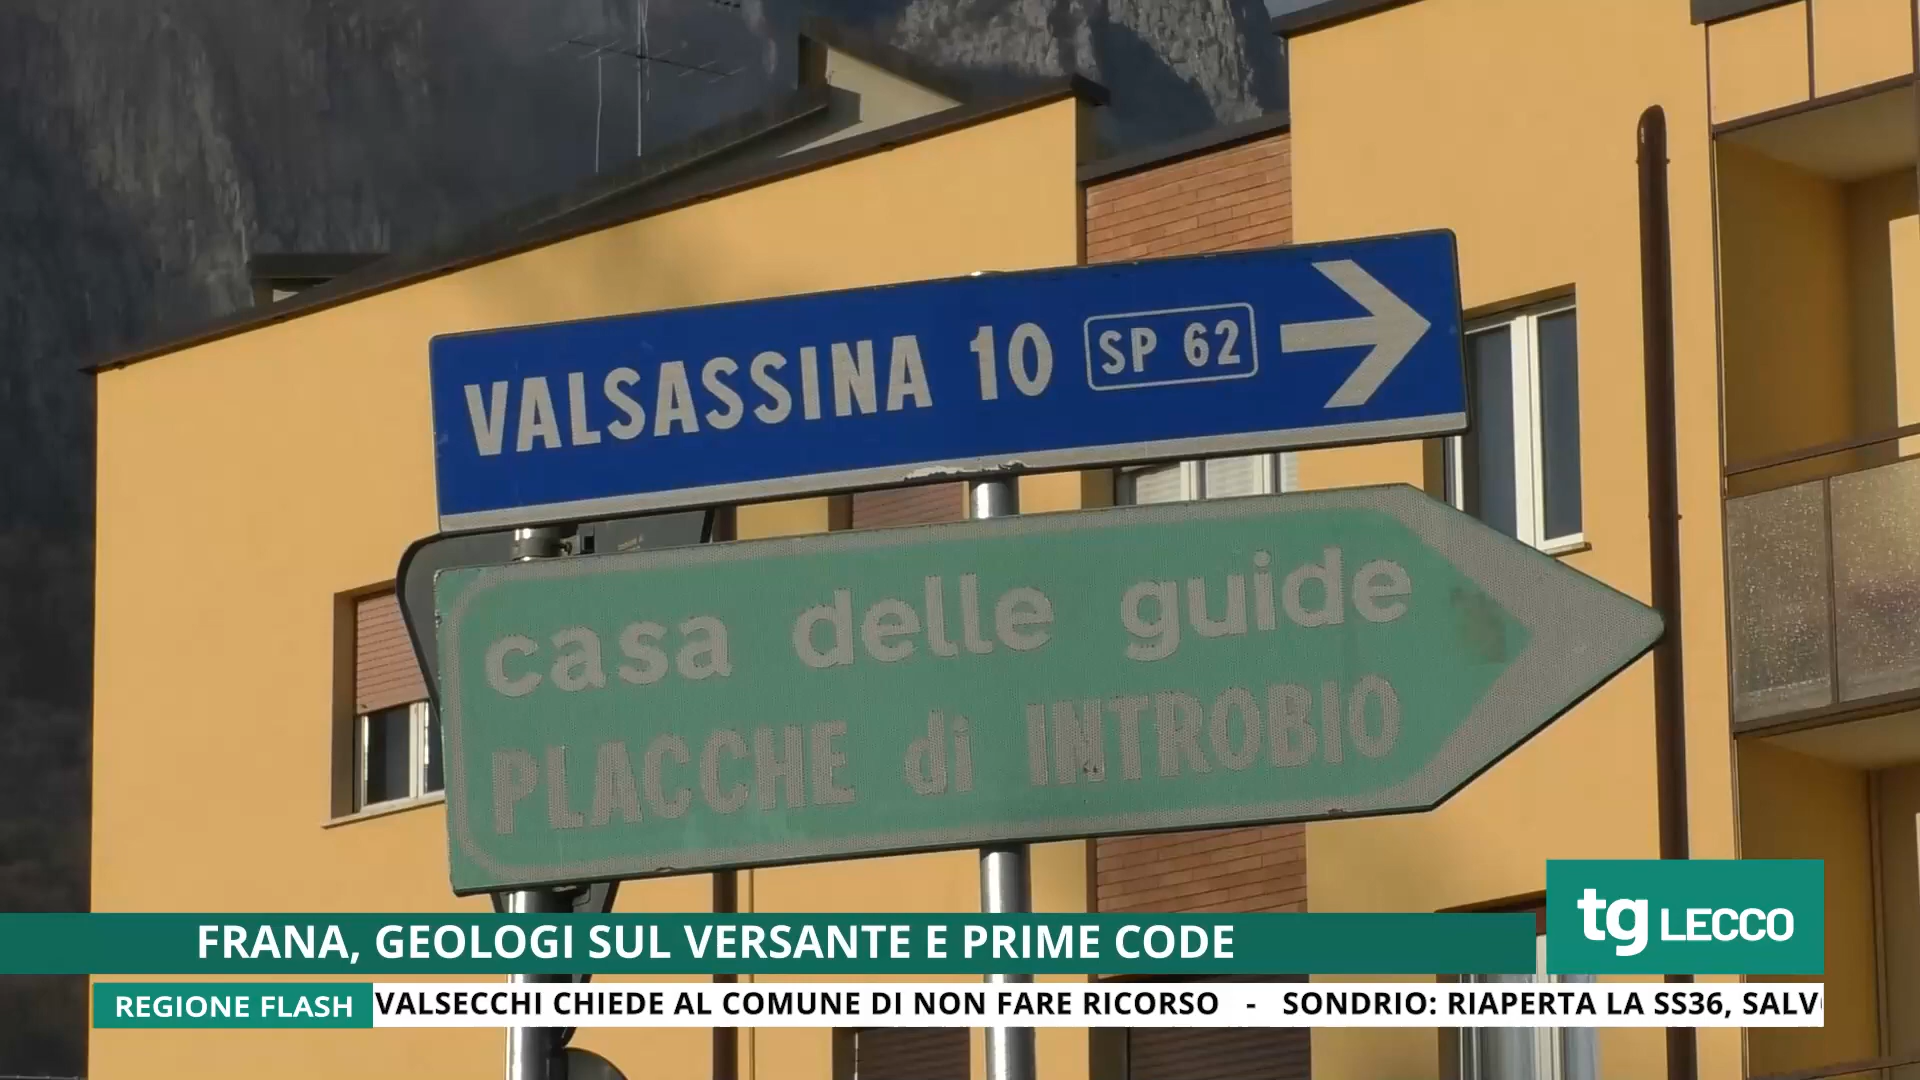 VALSASSINA 10 SP 62
casa delle guide
PLACCHE di INTROBIO
tg LECCO
FRANA, GEOLOGI SUL VERSANTE E PRIME CODE
REGIONE FLASH VALSECCHI CHIEDE AL COMUNE DI NON FARE RICORSO - SONDRIO: RIAPERTA LA SS36,